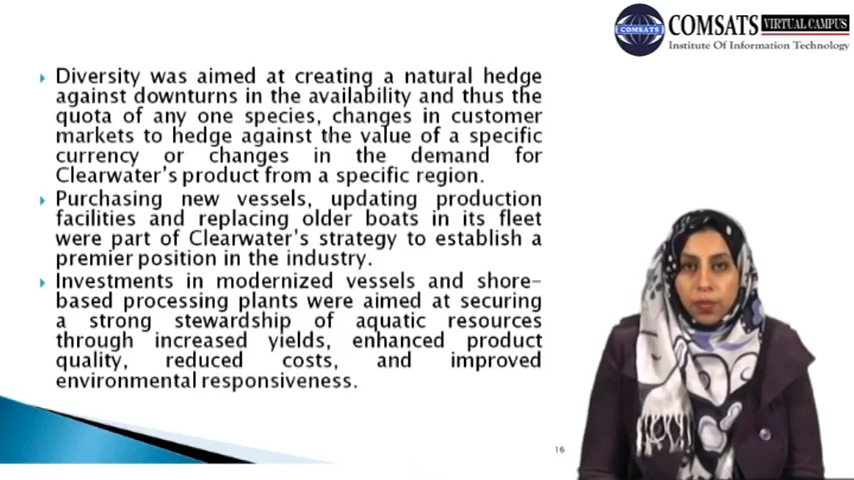 COMSATS
COMSATS VIRTUAL CAMPUS
Institute Of Information Technology
Diversity was aimed at creating a natural hedge
against downturns in the availability and thus the
quota of any one species, changes in customer
markets to hedge against the value of a specific
currency or changes in the demand for
Clearwater's product from a specific region.
Purchasing new vessels, updating production
facilities and replacing older boats in its fleet
were part of Clearwater's strategy to establish a
premier position in the industry.
Investments in modernized vessels and shore-
based processing plants were aimed at securing
a strong stewardship of aquatic resources
through increased yields, enhanced product
quality, reduced costs, and improved
environmental responsiveness.
16